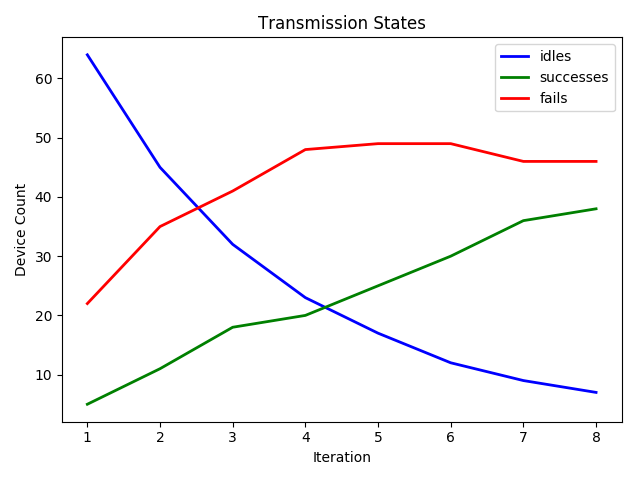 Transmission States
idles
successes
fails
Device Count
60
50
40
30
20
10
1 2 3 4 5 6 7 8
Iteration